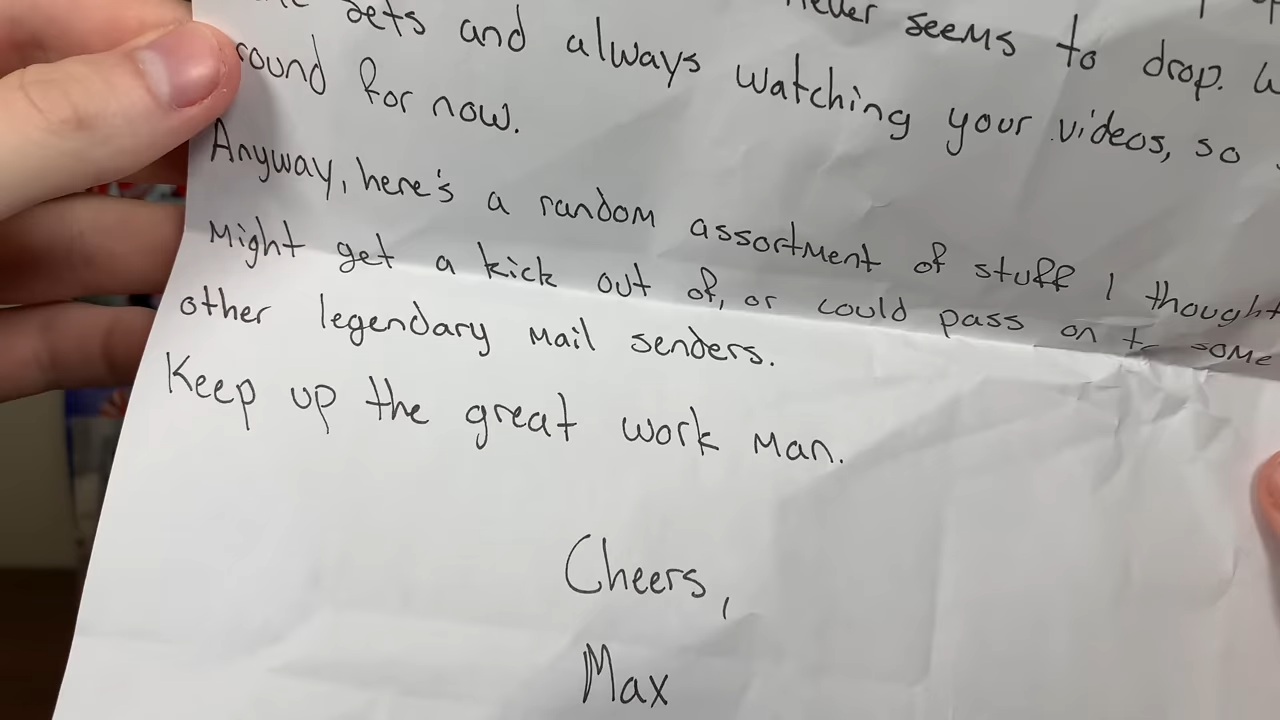 never seems to drop.
sets and always watching your videos, so
round for now.
Anyway, here's a random assortment of stuff I thought
Might get a kick out of, or could pass on to some
other legendary Mail senders.
Keep up the great work Man.
Cheers,
Max